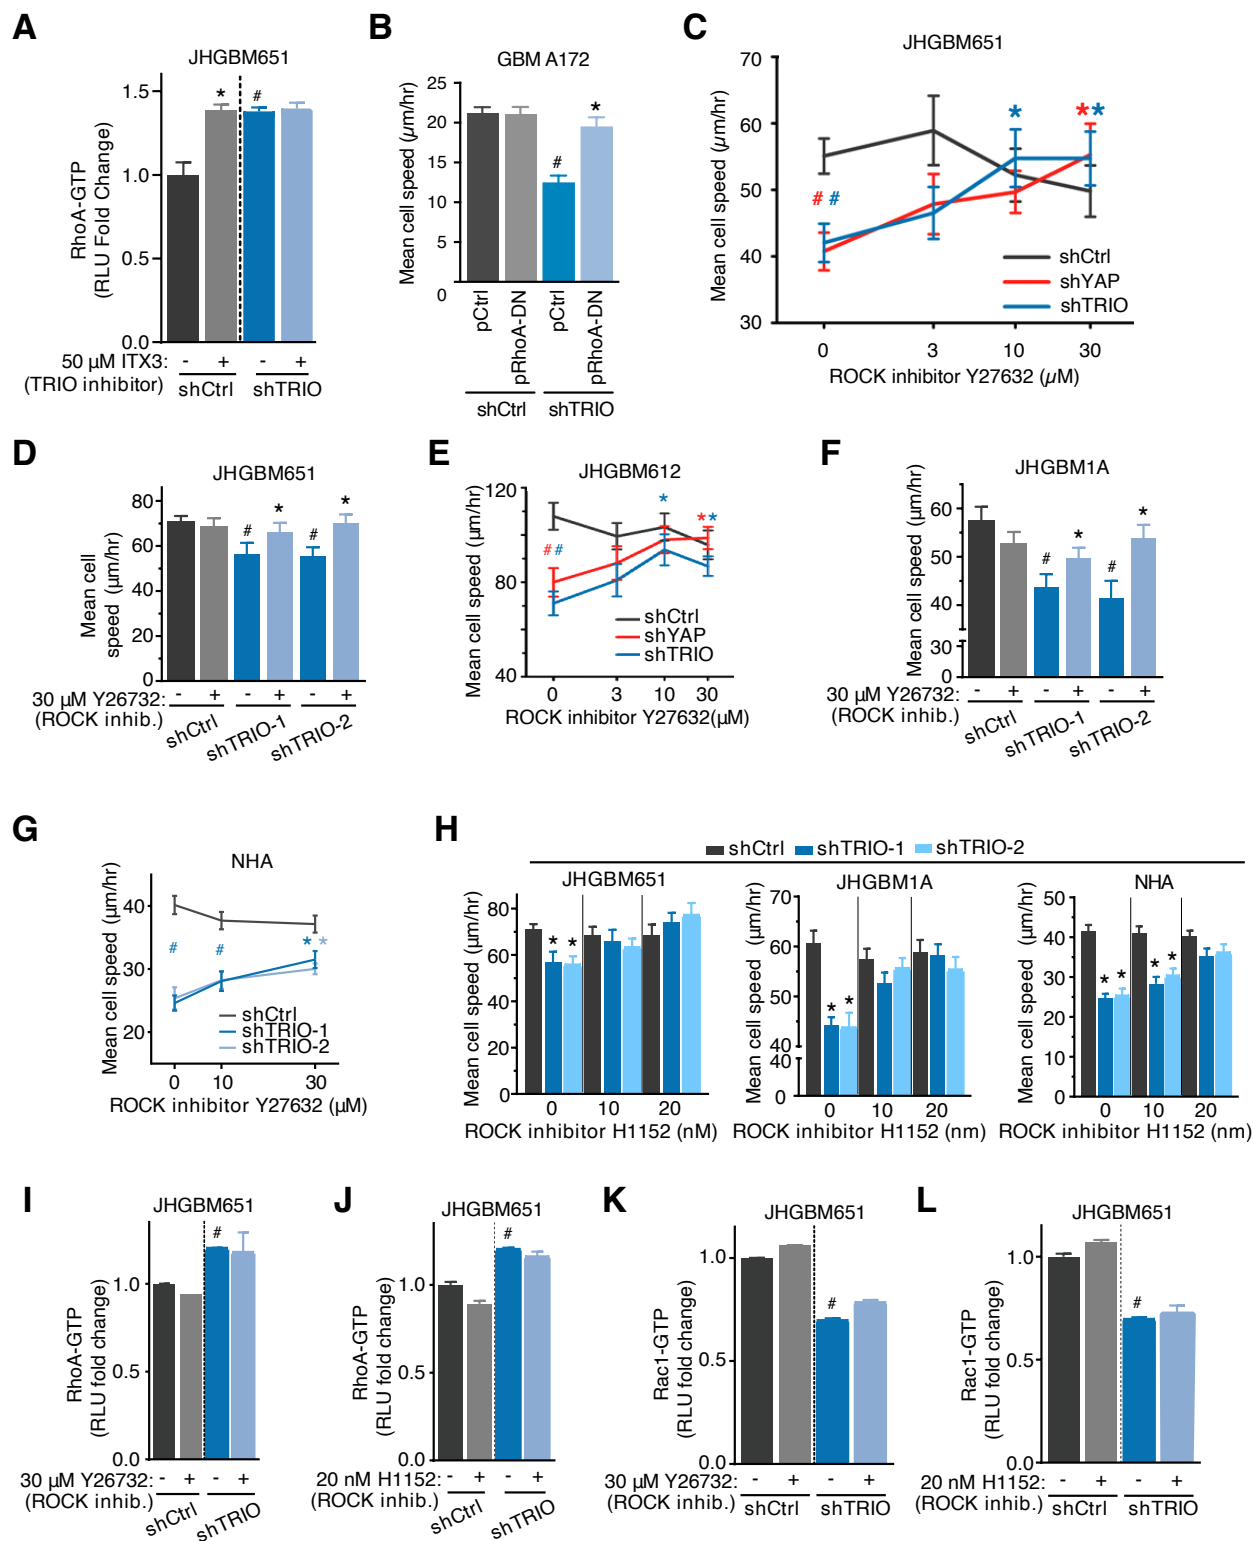 A
JHGBM651
RhoA-GTP
(RLU Fold Change)
1.5
1.0
0.5
0.0
*
#
50 µM ITX3:
- + - +
(TRIO inhibitor)
shCtrl shTRIO
B
GBM A172
Mean cell speed (µm/hr)
25
20
15
10
5
0
#
*
pCtrl
pRhoA-DN
pCtrl
pRhoA-DN
shCtrl shTRIO
C
JHGBM651
Mean cell speed (µm/hr)
70
60
50
40
30
# #
*
**
shCtrl
shYAP
shTRIO
0 3 10 30
ROCK inhibitor Y27632 (µM)
D
JHGBM651
Mean cell
speed (µm/hr)
80
60
40
20
0
#
*
#
*
30 µM Y26732:
- + - + - +
(ROCK inhib.)
shCtrl
shTRIO-1
shTRIO-2
E
JHGBM612
Mean cell speed (µm/hr)
120
80
40
##
*
**
shCtrl
shYAP
shTRIO
0 3 10 30
ROCK inhibitor Y27632(µM)
F
JHGBM1A
Mean cell speed (µm/hr)
60
50
40
30
0
#
*
#
*
30 µM Y26732:
- + - + - +
(ROCK inhib.)
shCtrl
shTRIO-1
shTRIO-2
G
NHA
Mean cell speed (µm/hr)
40
30
20
#
#
* *
shCtrl
shTRIO-1
shTRIO-2
0 10 30
ROCK inhibitor Y27632 (µM)
H
shCtrl shTRIO-1 shTRIO-2
JHGBM651
Mean cell speed (µm/hr)
80
60
40
20
0
* *
0 10 20
ROCK inhibitor H1152 (nM)
JHGBM1A
Mean cell speed (µm/hr)
70
60
50
40
40
0
* *
0 10 20
ROCK inhibitor H1152 (nm)
NHA
Mean cell speed (µm/hr)
50
40
30
20
10
0
* *
* *
0 10 20
ROCK inhibitor H1152 (nm)
I
JHGBM651
RhoA-GTP
(RLU fold change)
1.0
0.5
0.0
#
30 µM Y26732:
- + - +
(ROCK inhib.)
shCtrl
shTRIO
J
JHGBM651
RhoA-GTP
(RLU fold change)
1.0
0.5
0.0
#
20 nM H1152:
- + - +
(ROCK inhib.)
shCtrl
shTRIO
K
JHGBM651
Rac1-GTP
(RLU fold change)
1.0
0.5
0.0
#
30 µM Y26732:
- + - +
(ROCK inhib.)
shCtrl shTRIO
L
JHGBM651
Rac1-GTP
(RLU fold change)
1.0
0.5
0.0
#
20 nM H1152:
- + - +
(ROCK inhib.)
shCtrl shTRIO